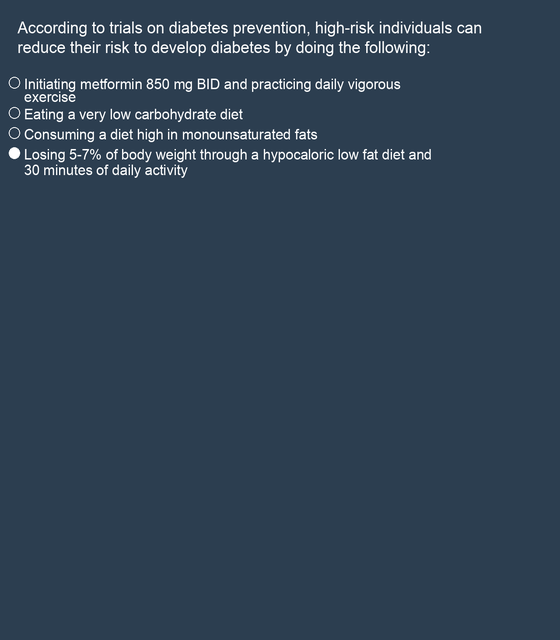 According to trials on diabetes prevention, high-risk individuals can
reduce their risk to develop diabetes by doing the following:
Initiating metformin 850 mg BID and practicing daily vigorous
exercise
Eating a very low carbohydrate diet
Consuming a diet high in monounsaturated fats
Losing 5-7% of body weight through a hypocaloric low fat diet and
30 minutes of daily activity